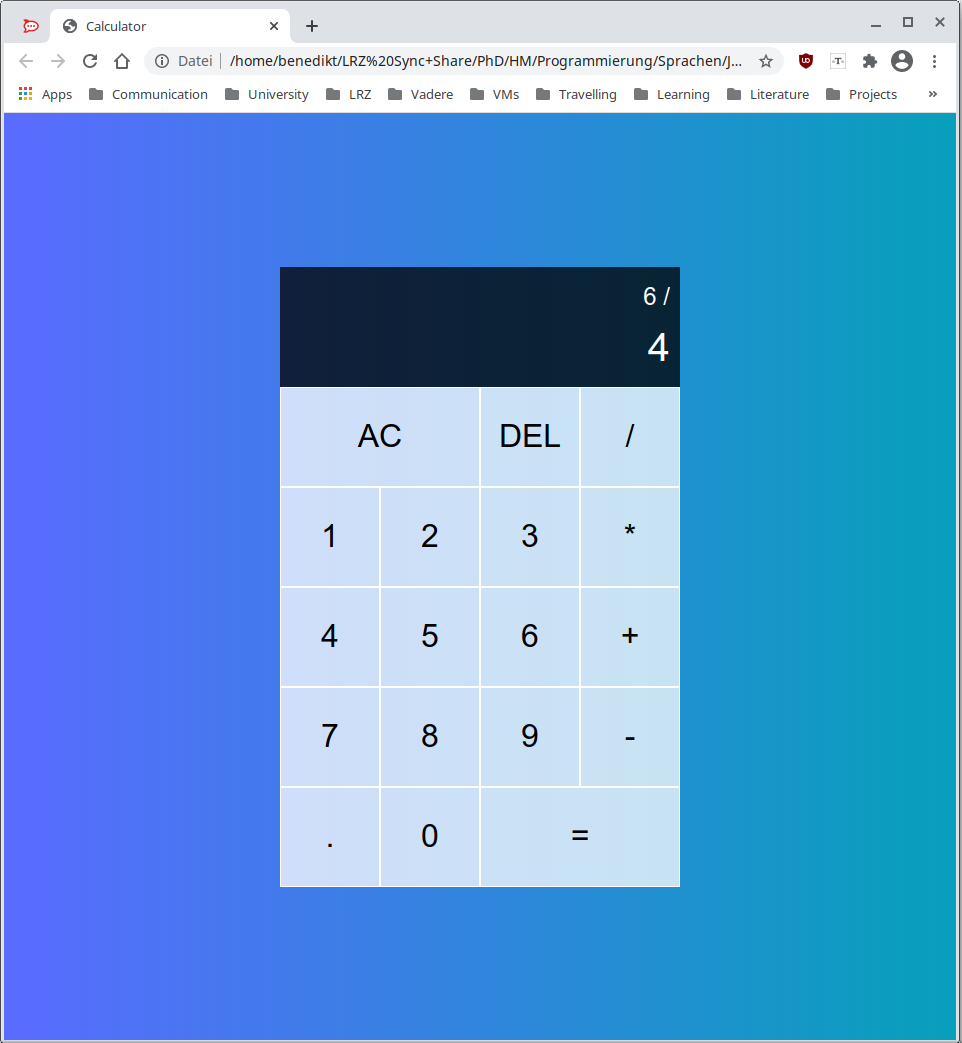 Calculator
Datei /home/benedikt/LRZ%20Sync+Share/PhD/HM/Programmierung/Sprachen/J...
Apps Communication University LRZ Vadere VMs Travelling Learning Literature Projects »
6 /
4
AC DEL /
1 2 3 *
4 5 6 +
7 8 9 -
. 0 =